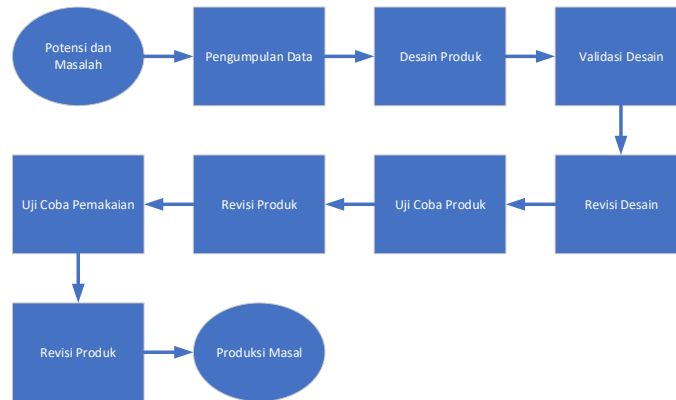 Potensi dan
Masalah
Pengumpulan Data
Desain Produk
Validasi Desain
Revisi Desain
Uji Coba Produk
Revisi Produk
Uji Coba Pemakaian
Revisi Produk
Produksi Masal